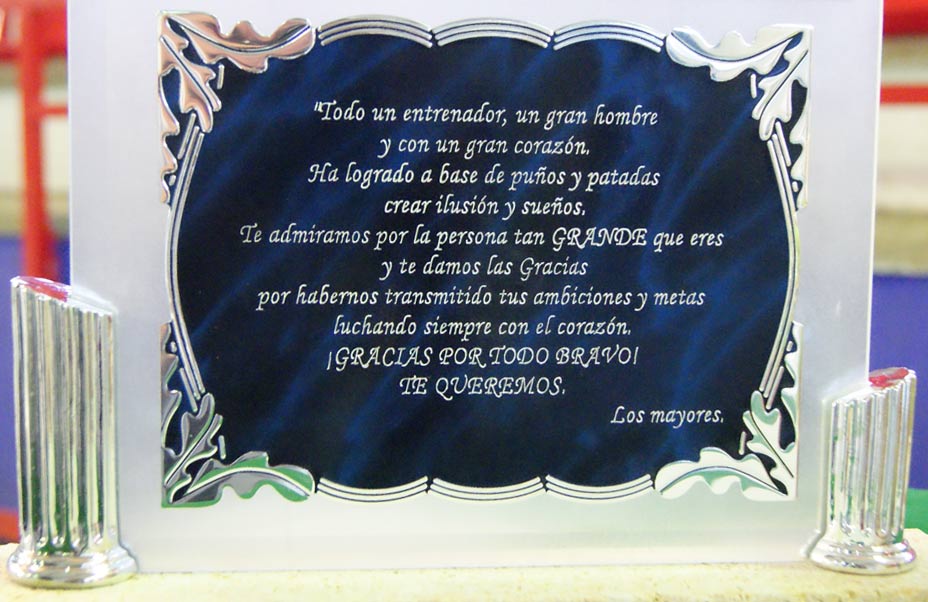 "Todo un entrenador, un gran hombre
y con un gran corazón.
Ha logrado a base de puños y patadas
crear ilusión y sueños.
Te admiramos por la persona tan GRANDE que eres
y te damos las Gracias
por habernos transmitido tus ambiciones y metas
luchando siempre con el corazón.
¡GRACIAS POR TODO BRAVO!
TE QUEREMOS.
Los mayores.